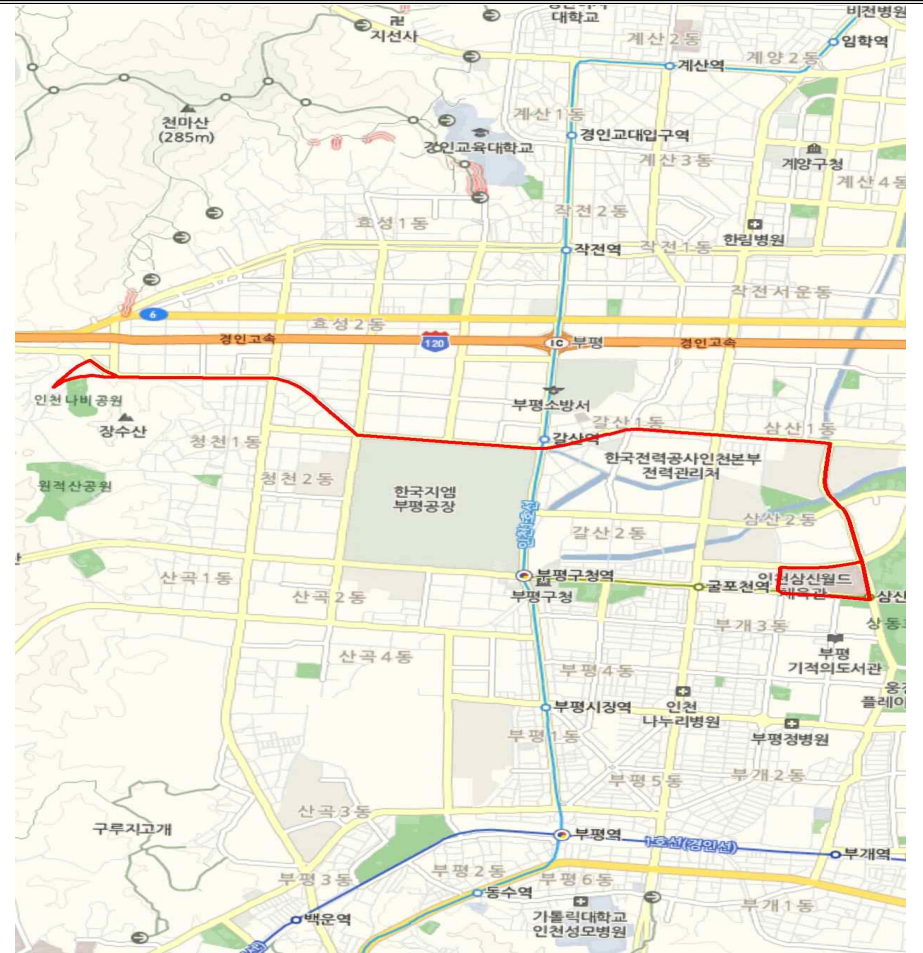 비전병원
대학교
지선사
계산2동
임학역
계양2동
계산역
천마산
(285m)
계산1동
경인교대입구역
경인교육대학교
계산3동
계양구청
계산4동
효성1동
작전2동
한림병원
작전역
작전1동
작전서운동
6
효성2동
경인고속
120
IC
부평
경인고속
인천나비공원
장수산
부평소방서
갈산1동
삼산1동
청천1동
갈산역
한국전력공사인천본부
전력관리처
청천2동
원적산공원
한국지엠
부평공장
삼산2동
갈산2동
산곡1동
부평구청역
부평구청
굴포천역
인천삼산월드
체육관
삼산
산곡2동
부개3동
상동
부평
기적의도서관
산곡4동
부평4동
인천
나누리병원
웅진
플레이
부평시장역
부평1동
부평정병원
부평5동
부개2동
산곡3동
구루지고개
부평역
1호선(경인선)
부개역
부평3동
부평2동
부평6동
동수역
백운역
가톨릭대학교
인천성모병원
부개1동